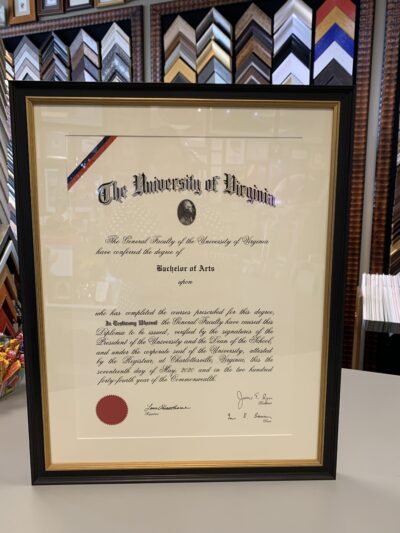 The University of Virginia
The General Faculty of the University of Virginia
have conferred the degree of
Bachelor of Arts
upon
who has completed the courses prescribed for this degree,
In Testimony Whereof the General Faculty have caused this
Diploma to be issued, verified by the signatures of the
President of the University and the Dean of the School,
and under the corporate seal of the University, attested
by the Registrar, at Charlottesville, Virginia, this the
seventeenth day of May, 2020 and in the two hundred
forty-fourth year of the Commonwealth.
Registrar
President
Dean